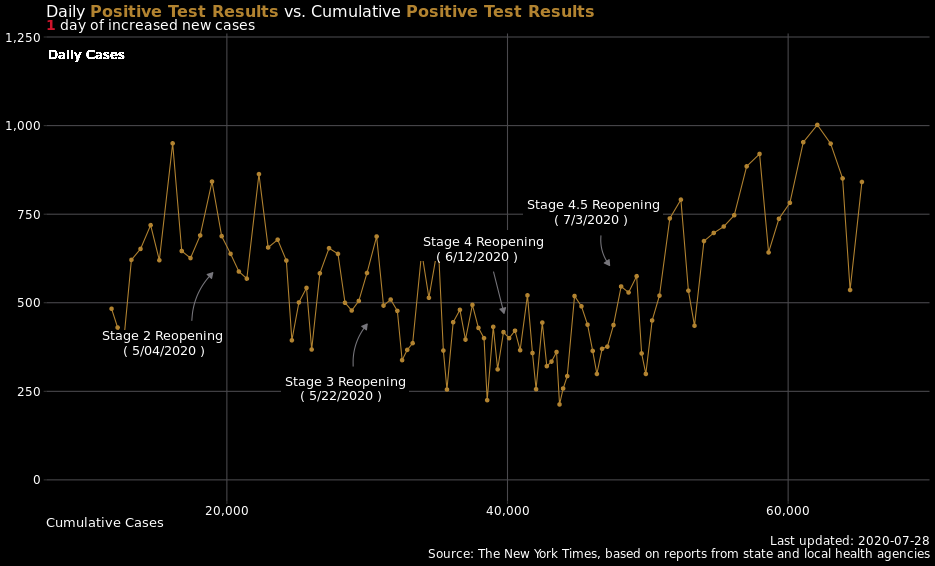 Daily Positive Test Results vs. Cumulative Positive Test Results
1 day of increased new cases
1,250
Daily Cases
1,000
750
500
250
0
Stage 4.5 Reopening
( 7/3/2020 )
Stage 4 Reopening
( 6/12/2020 )
Stage 2 Reopening
( 5/04/2020 )
Stage 3 Reopening
( 5/22/2020 )
20,000
40,000
60,000
Cumulative Cases
Last updated: 2020-07-28
Source: The New York Times, based on reports from state and local health agencies